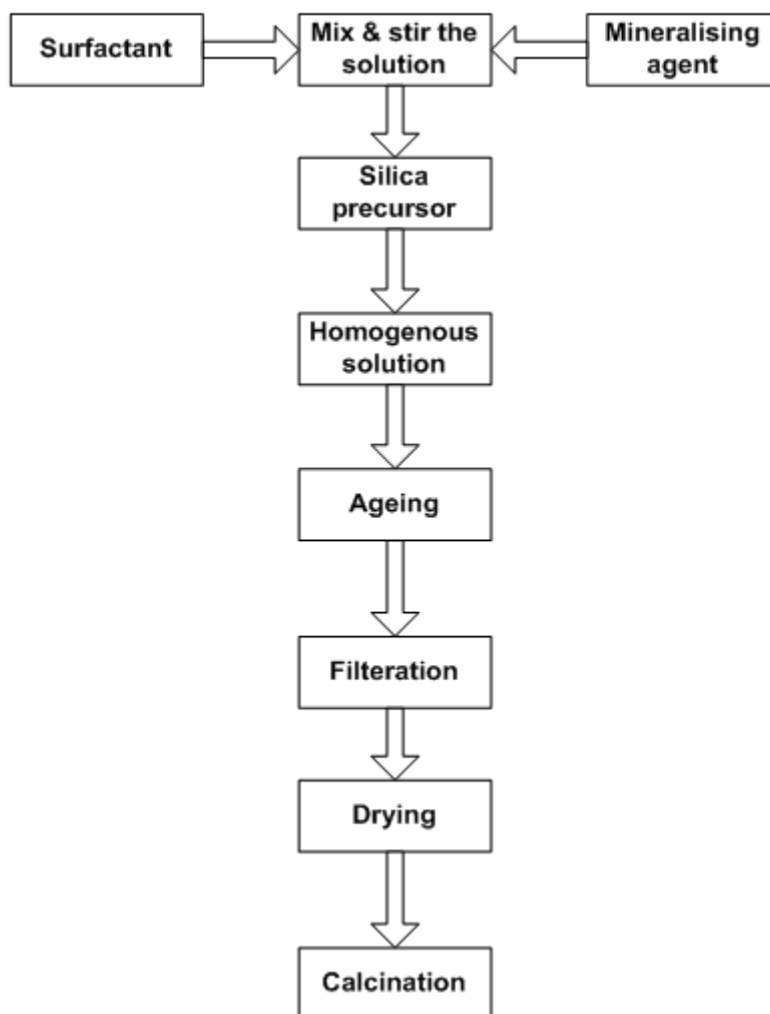 Surfactant
Mix & stir the
solution
Mineralising
agent
Silica
precursor
Homogenous
solution
Ageing
Filteration
Drying
Calcination